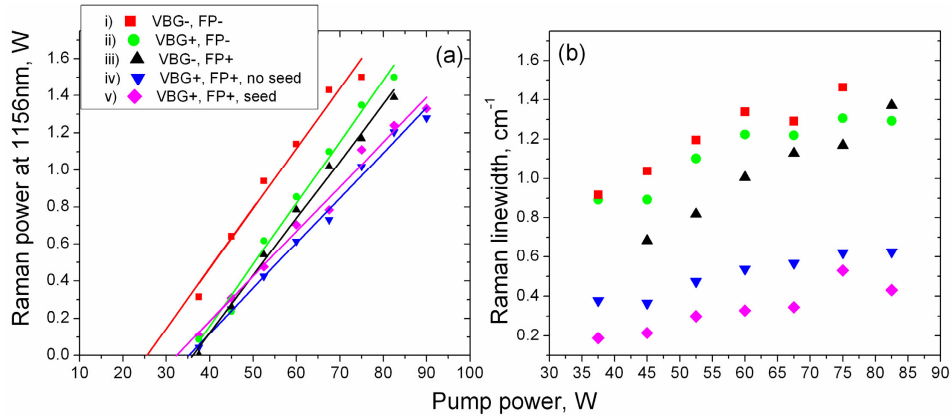 i) VBG-, FP-
ii) VBG+, FP-
iii) VBG-, FP+
iv) VBG+, FP+, no seed
v) VBG+, FP+, seed
(a)
Raman power at 1156nm, W
1.6
1.4
1.2
1.0
0.8
0.6
0.4
0.2
0.0
10 20 30 40 50 60 70 80 90 100
(b)
Raman linewidth, cm⁻¹
1.6
1.4
1.2
1.0
0.8
0.6
0.4
0.2
30 35 40 45 50 55 60 65 70 75 80 85 90
Pump power, W